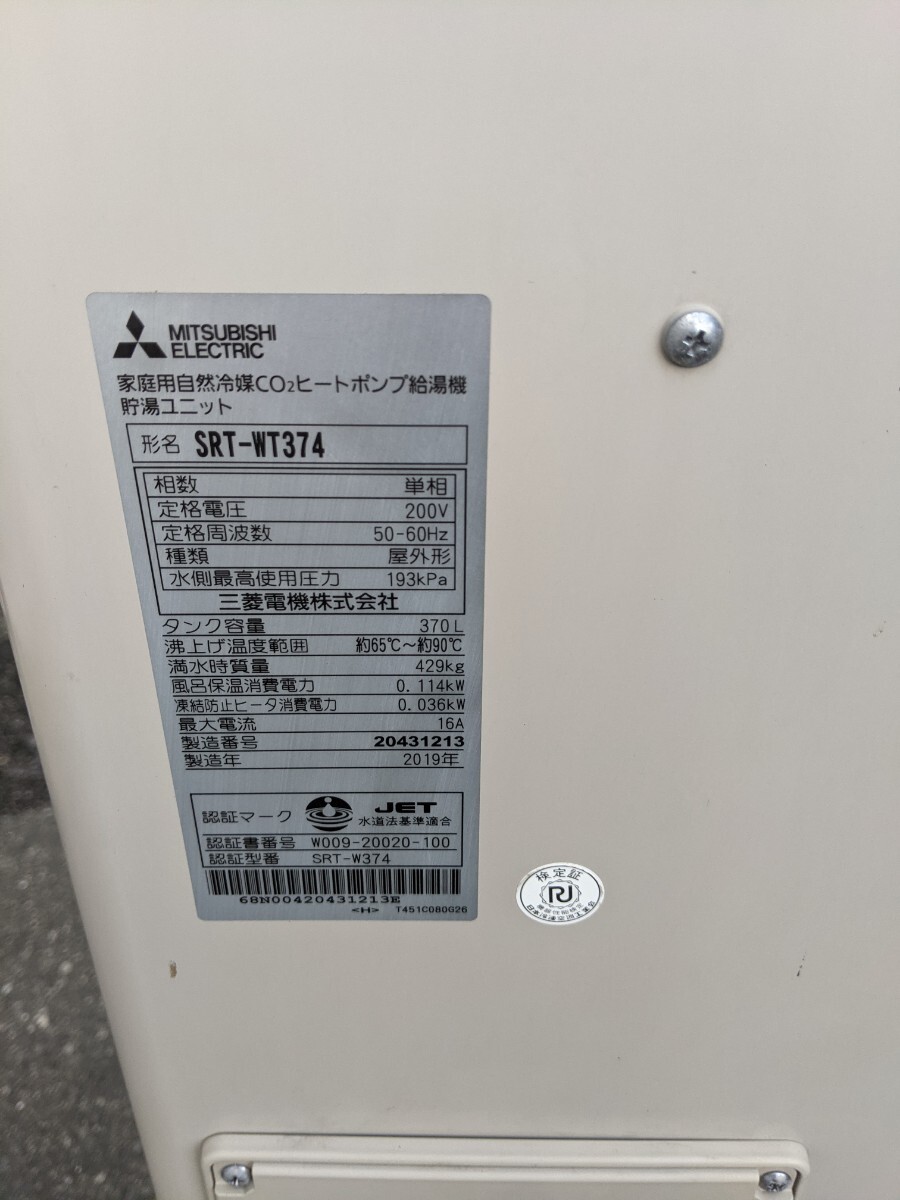 MITSUBISHI
ELECTRIC
家庭用自然冷媒CO₂ヒートポンプ給湯機
貯湯ユニット
形名 SRT-WT374
相数 単相
定格電圧 200V
定格周波数 50-60Hz
種類 屋外形
水側最高使用圧力 193kPa
三菱電機株式会社
タンク容量 370L
沸上げ温度範囲 約65℃~約90℃
満水時質量 429kg
風呂保温消費電力 0.114kW
凍結防止ヒータ消費電力 0.036kW
最大電流 16A
製造番号 20431213
製造年 2019年
認証マーク JET
水道法基準適合
認証書番号 W009-20020-100
認証型番 SRT-W374
68N00420431213E
<H> T451C080G26
検定証